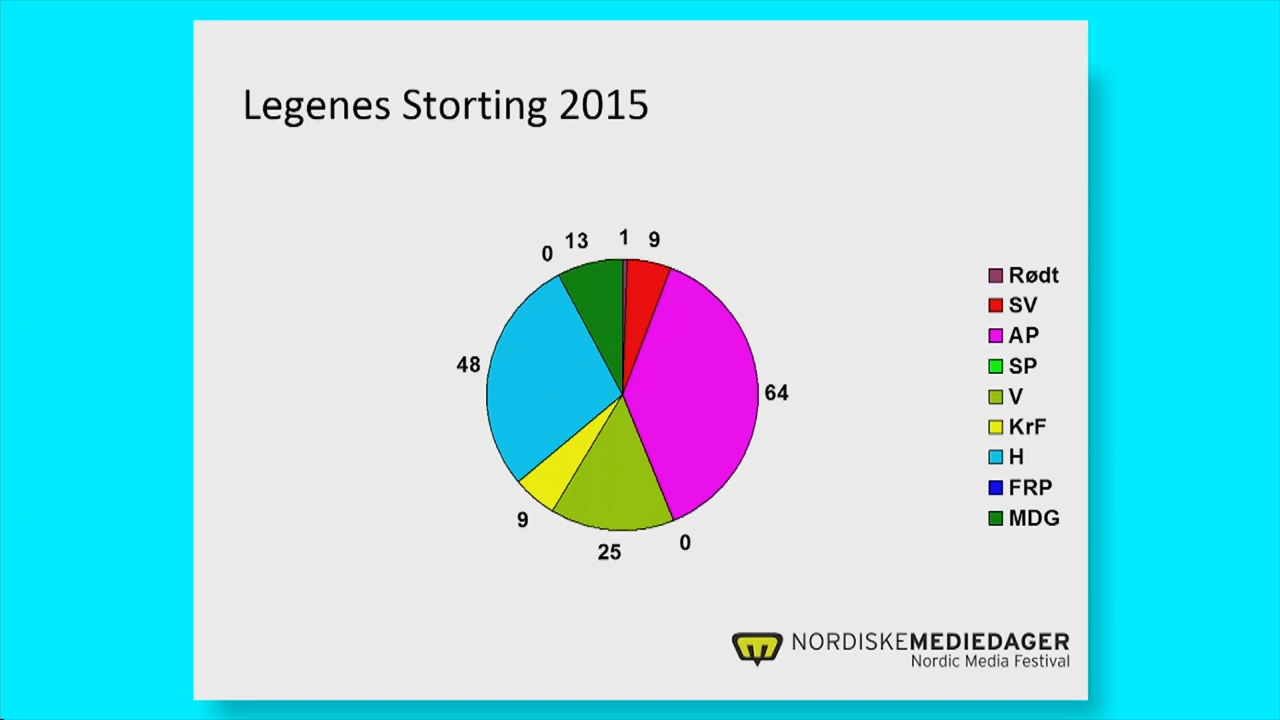 Legenes Storting 2015
0 13 1 9
48
64
9
25
0
Rødt
SV
AP
SP
V
KrF
H
FRP
MDG
NORDISKEMEDIEDAGER
Nordic Media Festival